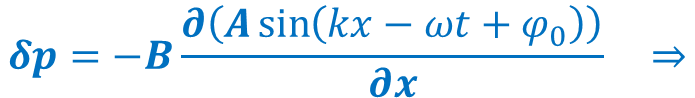 δp = −B ∂(A sin(kx − ωt + φ₀)) / ∂x ⇒